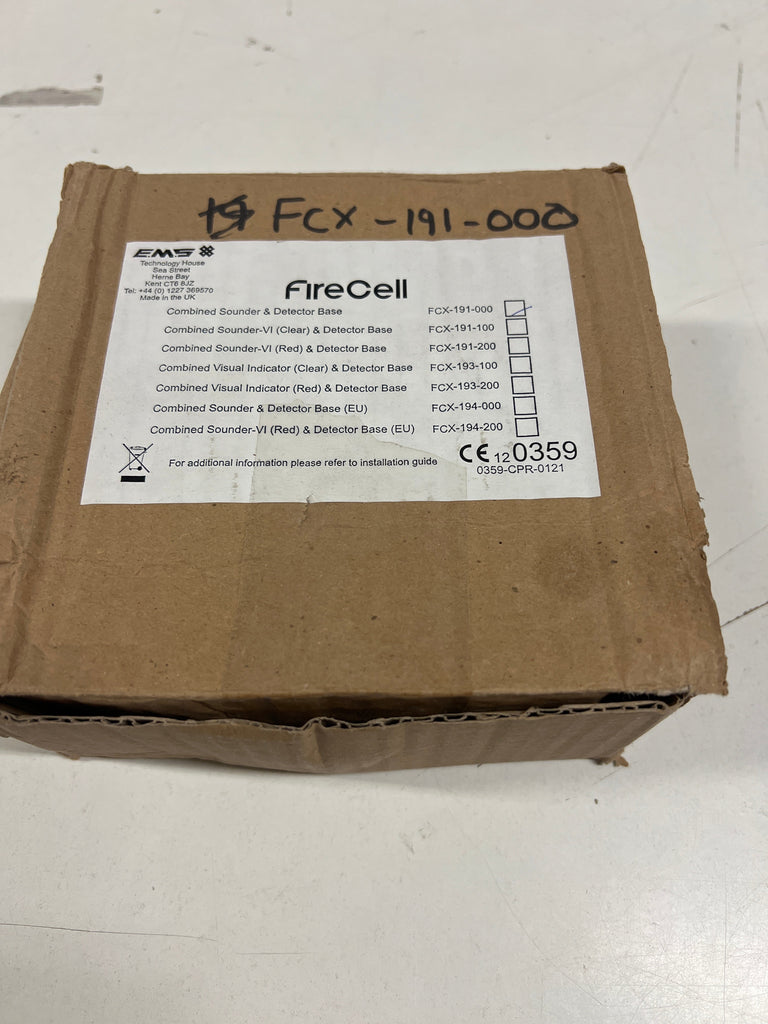 FCX-191-000
EMS
Technology House
Sea Street
Herne Bay
Kent CT6 8JZ
Tel: +44 (0) 1227 369570
Made in the UK
FireCell
Combined Sounder & Detector Base FCX-191-000
Combined Sounder-VI (Clear) & Detector Base FCX-191-100
Combined Sounder-VI (Red) & Detector Base FCX-191-200
Combined Visual Indicator (Clear) & Detector Base FCX-193-100
Combined Visual Indicator (Red) & Detector Base FCX-193-200
Combined Sounder & Detector Base (EU) FCX-194-000
Combined Sounder-VI (Red) & Detector Base (EU) FCX-194-200
For additional information please refer to installation guide
CE 12 0359
0359-CPR-0121